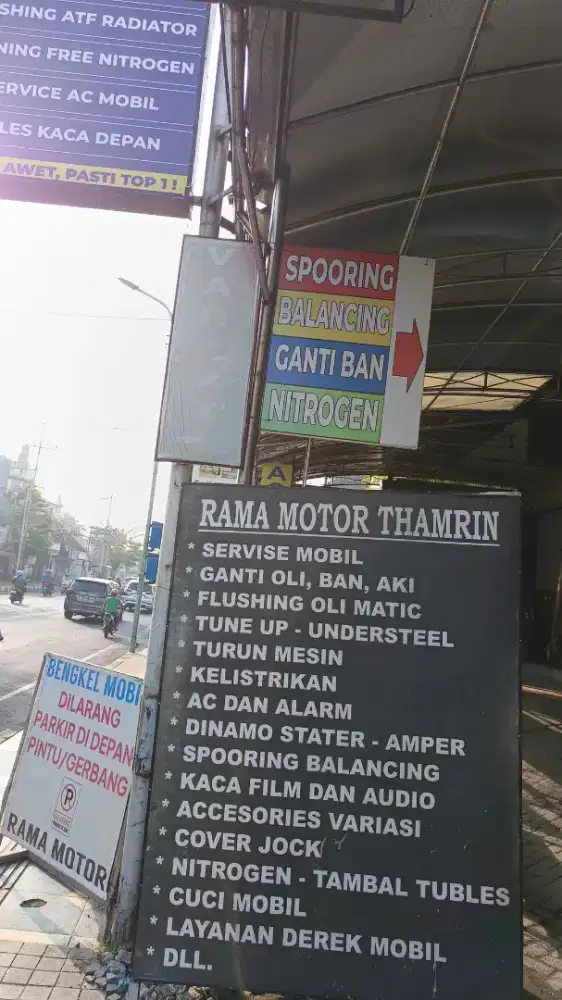 SHING ATF RADIATOR
NING FREE NITROGEN
ERVICE AC MOBIL
LES KACA DEPAN
AWET, PASTI TOP 1 !
VAR
SPOORING
BALANCING
GANTI BAN
NITROGEN
A
RAMA MOTOR THAMRIN
* SERVISE MOBIL
* GANTI OLI, BAN, AKI
* FLUSHING OLI MATIC
* TUNE UP - UNDERSTEEL
* TURUN MESIN
* KELISTRIKAN
* AC DAN ALARM
* DINAMO STATER - AMPER
* SPOORING BALANCING
* KACA FILM DAN AUDIO
* ACCESORIES VARIASI
* COVER JOCK
* NITROGEN - TAMBAL TUBLES
* CUCI MOBIL
* LAYANAN DEREK MOBIL
* DLL.
BENGKEL MOBI
DILARANG
PARKIR DI DEPAN
PINTU/GERBANG
P
RAMA MOTOR